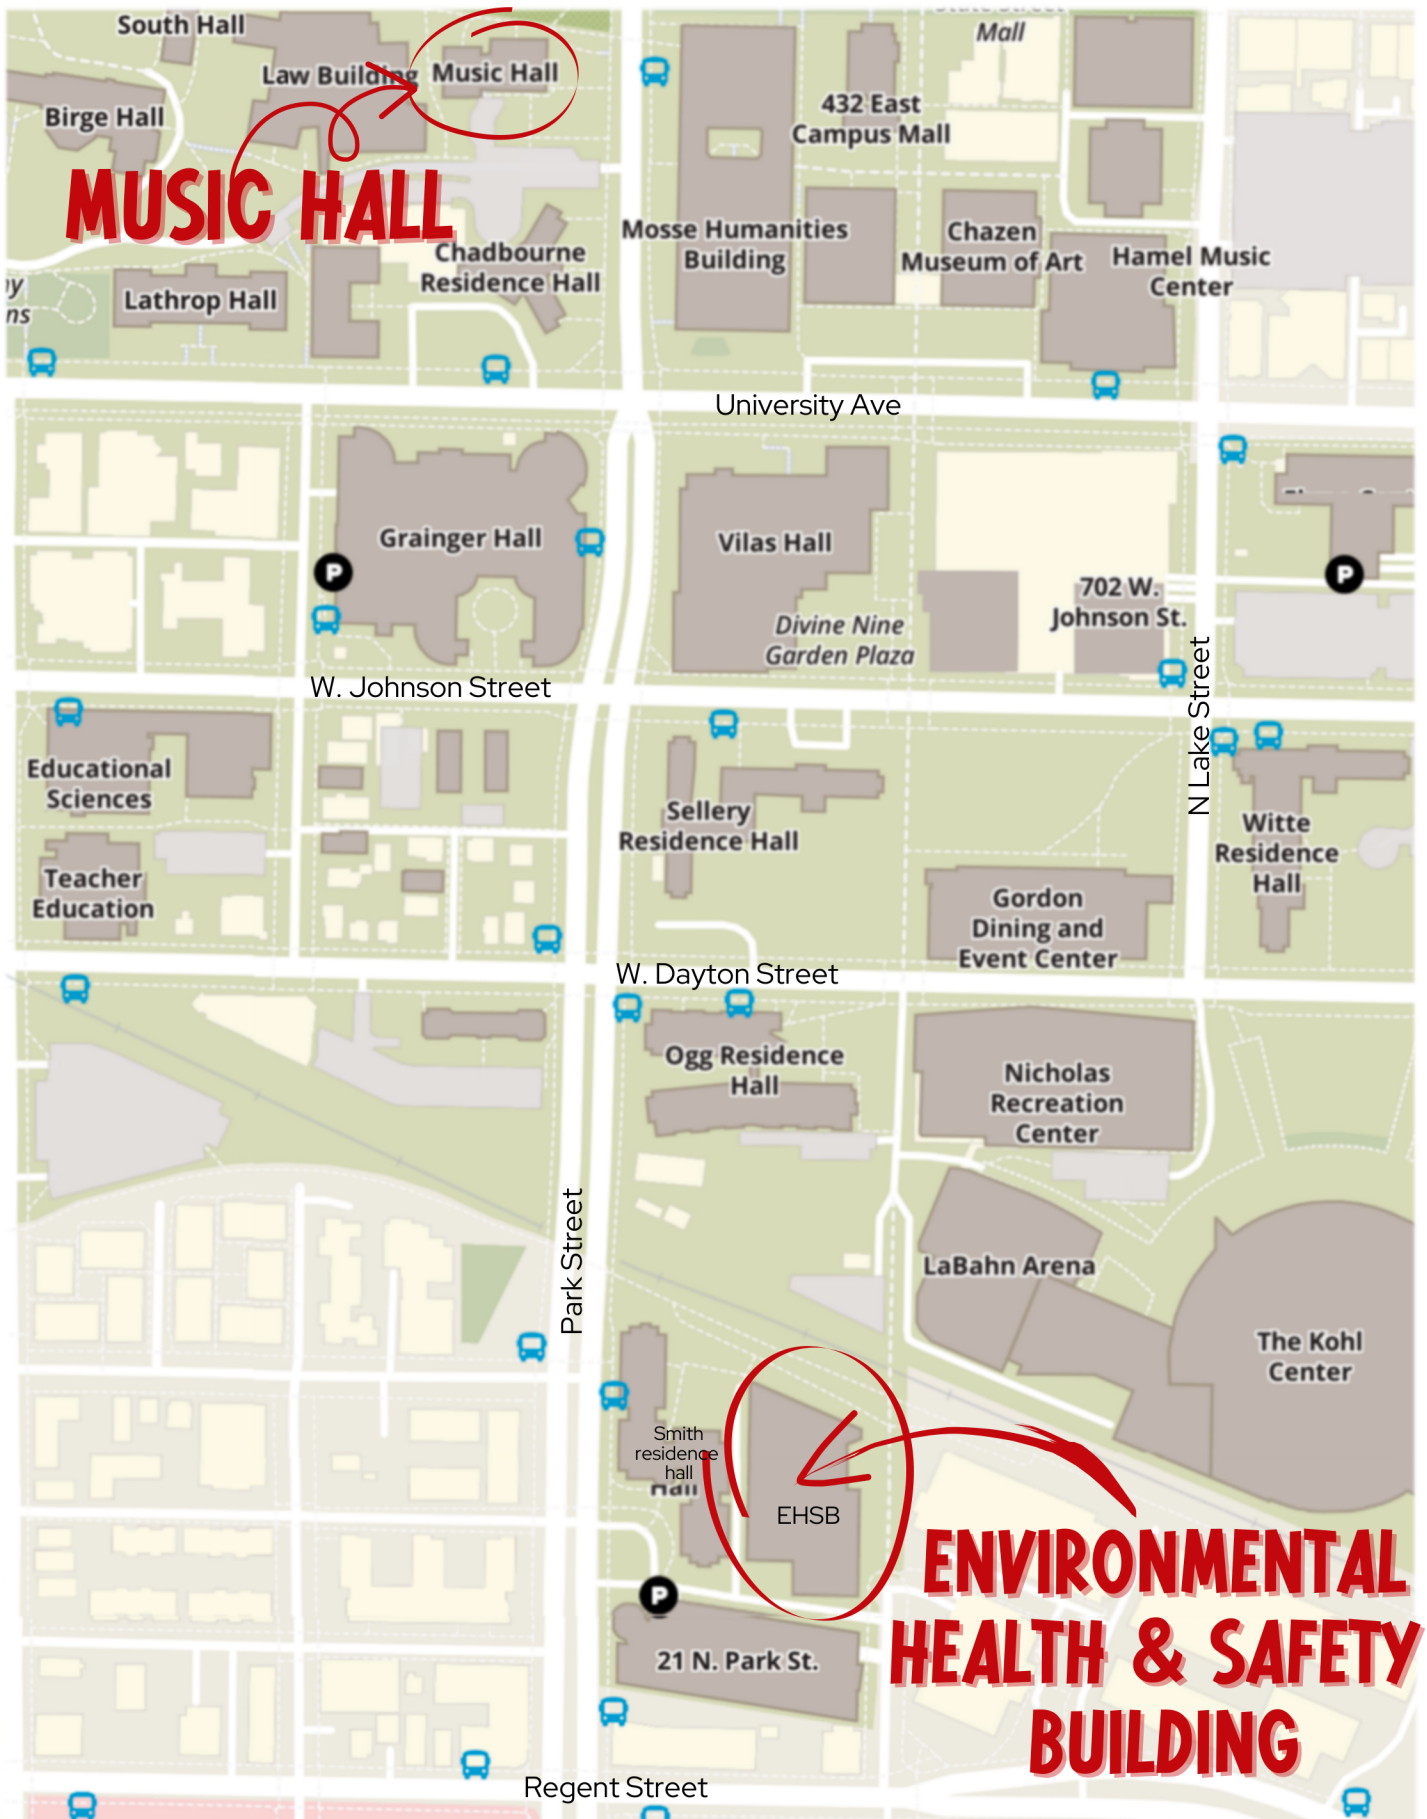 South Hall
Mall
Law Building
Music Hall
Birge Hall
432 East
Campus Mall
MUSIC HALL
Mosse Humanities
Building
Chazen
Museum of Art
Hamel Music
Center
Chadbourne
Residence Hall
Lathrop Hall
University Ave
Grainger Hall
P
Vilas Hall
P
702 W.
Johnson St.
Divine Nine
Garden Plaza
W. Johnson Street
N Lake Street
Educational
Sciences
Sellery
Residence Hall
Witte
Residence
Hall
Teacher
Education
Gordon
Dining and
Event Center
W. Dayton Street
Ogg Residence
Hall
Nicholas
Recreation
Center
Park Street
LaBahn Arena
The Kohl
Center
Smith
residence
hall
Hall
EHSB
ENVIRONMENTAL
HEALTH & SAFETY
BUILDING
P
21 N. Park St.
Regent Street